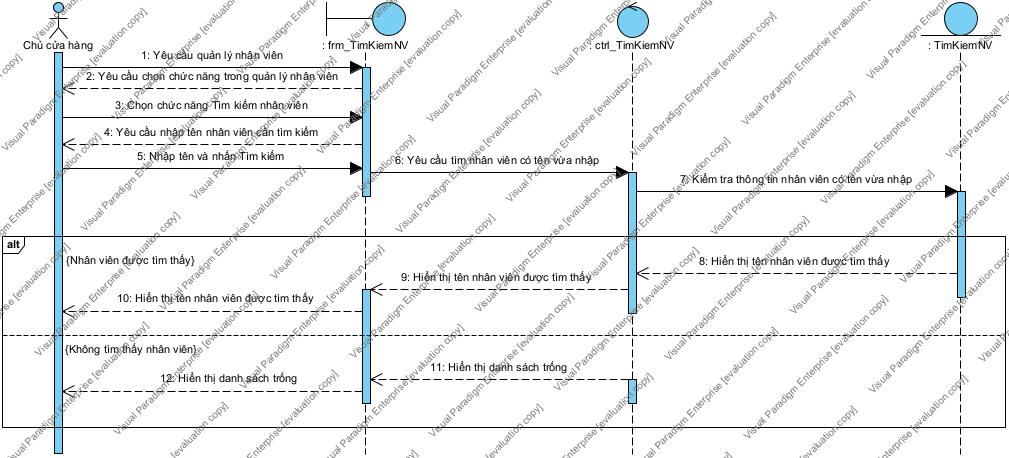 Chủ cửa hàng
: frm_TimKiemNV
: ctrl_TimKiemNV
: TimKiemNV
1: Yêu cầu quản lý nhân viên
2: Yêu cầu chọn chức năng trong quản lý nhân viên
3: Chọn chức năng Tìm kiếm nhân viên
4: Yêu cầu nhập tên nhân viên cần tìm kiếm
5: Nhập tên và nhấn Tìm kiếm
6: Yêu cầu tìm nhân viên có tên vừa nhập
7: Kiểm tra thông tin nhân viên có tên vừa nhập
alt
{Nhân viên được tìm thấy}
8: Hiển thị tên nhân viên được tìm thấy
9: Hiển thị tên nhân viên được tìm thấy
10: Hiển thị tên nhân viên được tìm thấy
{Không tìm thấy nhân viên}
11: Hiển thị danh sách trống
12: Hiển thị danh sách trống
Visual Paradigm Enterprise [evaluation copy]